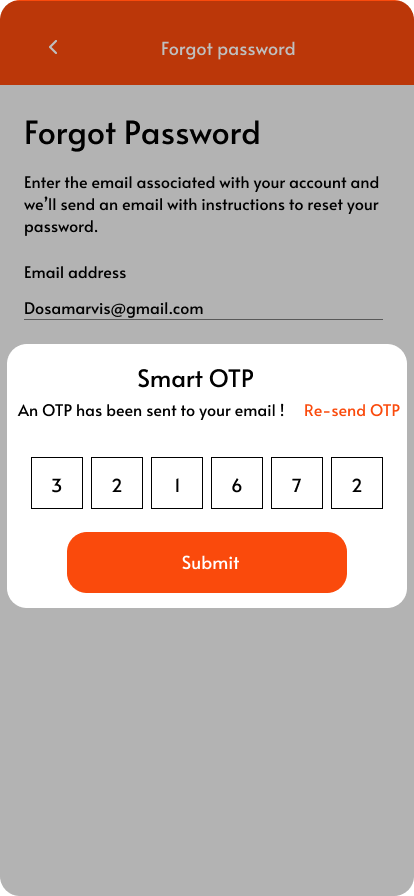 Forgot password
Forgot Password
Enter the email associated with your account and
we’ll send an email with instructions to reset your
password.
Email address
Dosamarvis@gmail.com
Smart OTP
An OTP has been sent to your email ! Re-send OTP
3 2 1 6 7 2
Submit